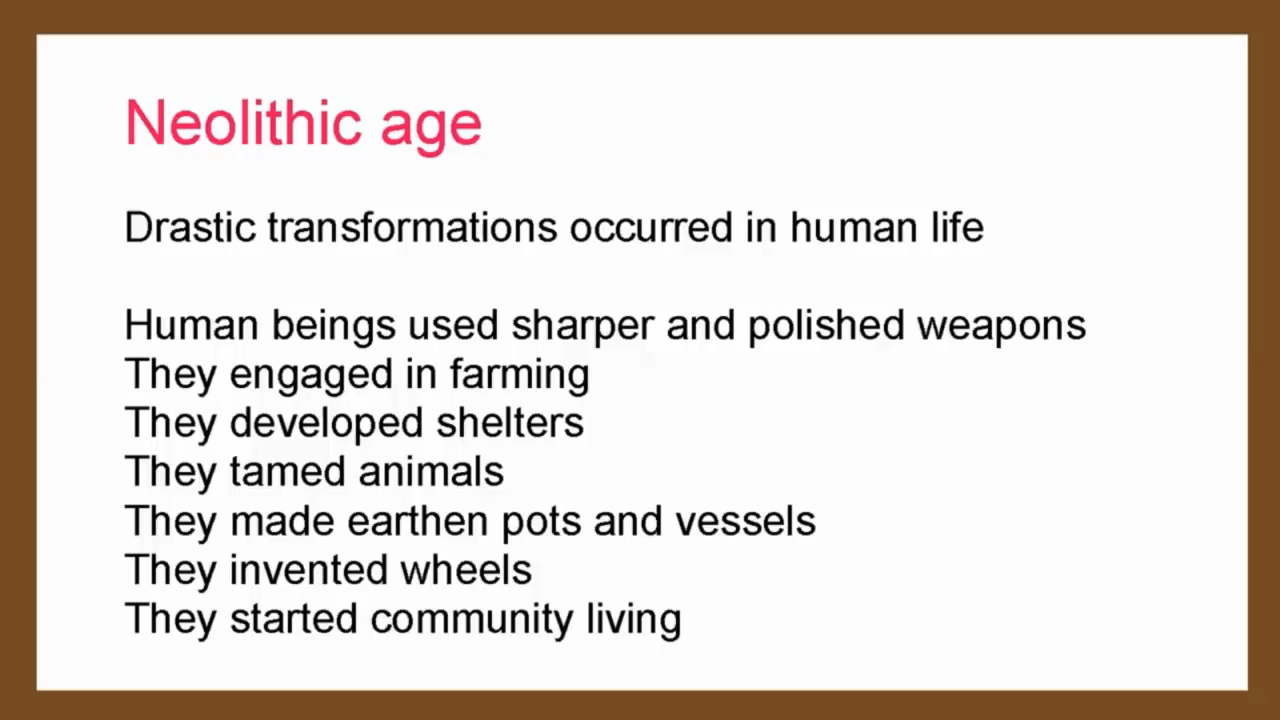 Neolithic age
Drastic transformations occurred in human life
Human beings used sharper and polished weapons
They engaged in farming
They developed shelters
They tamed animals
They made earthen pots and vessels
They invented wheels
They started community living